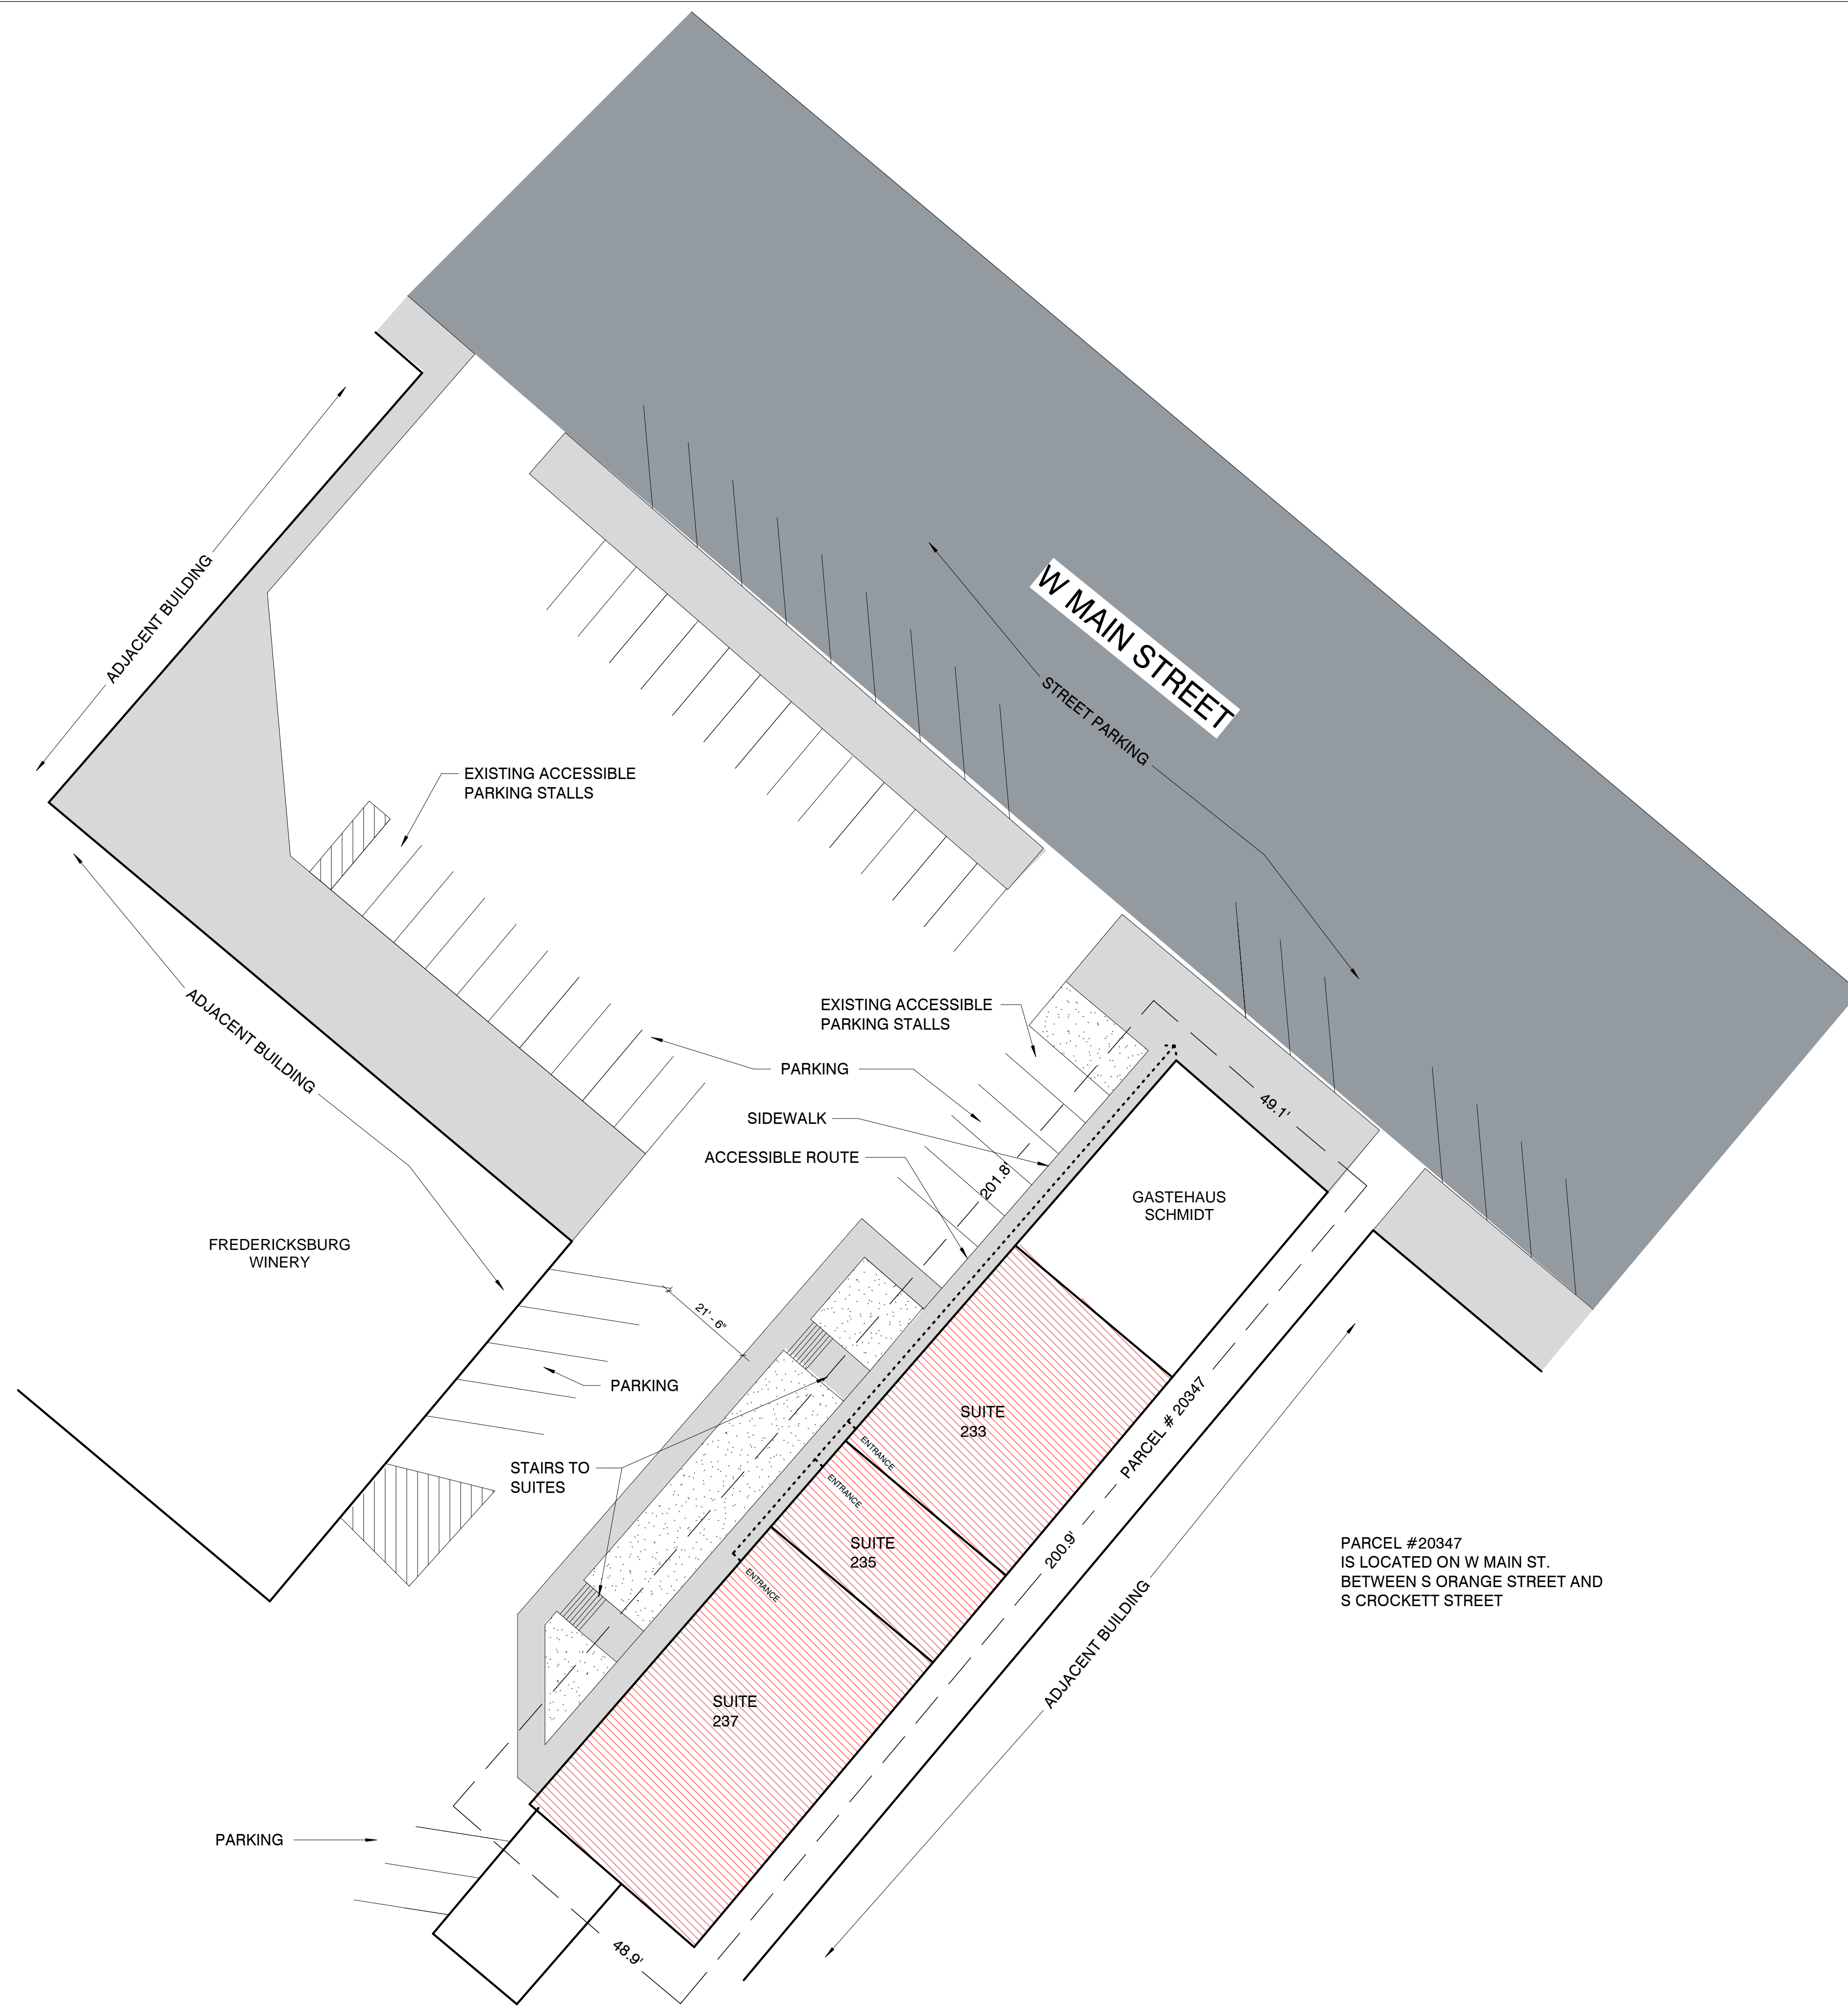 W MAIN STREET
STREET PARKING
ADJACENT BUILDING
EXISTING ACCESSIBLE
PARKING STALLS
ADJACENT BUILDING
EXISTING ACCESSIBLE
PARKING STALLS
PARKING
SIDEWALK
ACCESSIBLE ROUTE
49.1'
201.8'
GASTEHAUS
SCHMIDT
FREDERICKSBURG
WINERY
21' - 6"
PARKING
SUITE
233
PARCEL # 20347
ENTRANCE
STAIRS TO
SUITES
ENTRANCE
SUITE
235
200.9'
ENTRANCE
PARCEL #20347
IS LOCATED ON W MAIN ST.
BETWEEN S ORANGE STREET AND
S CROCKETT STREET
ADJACENT BUILDING
SUITE
237
PARKING
48.9'